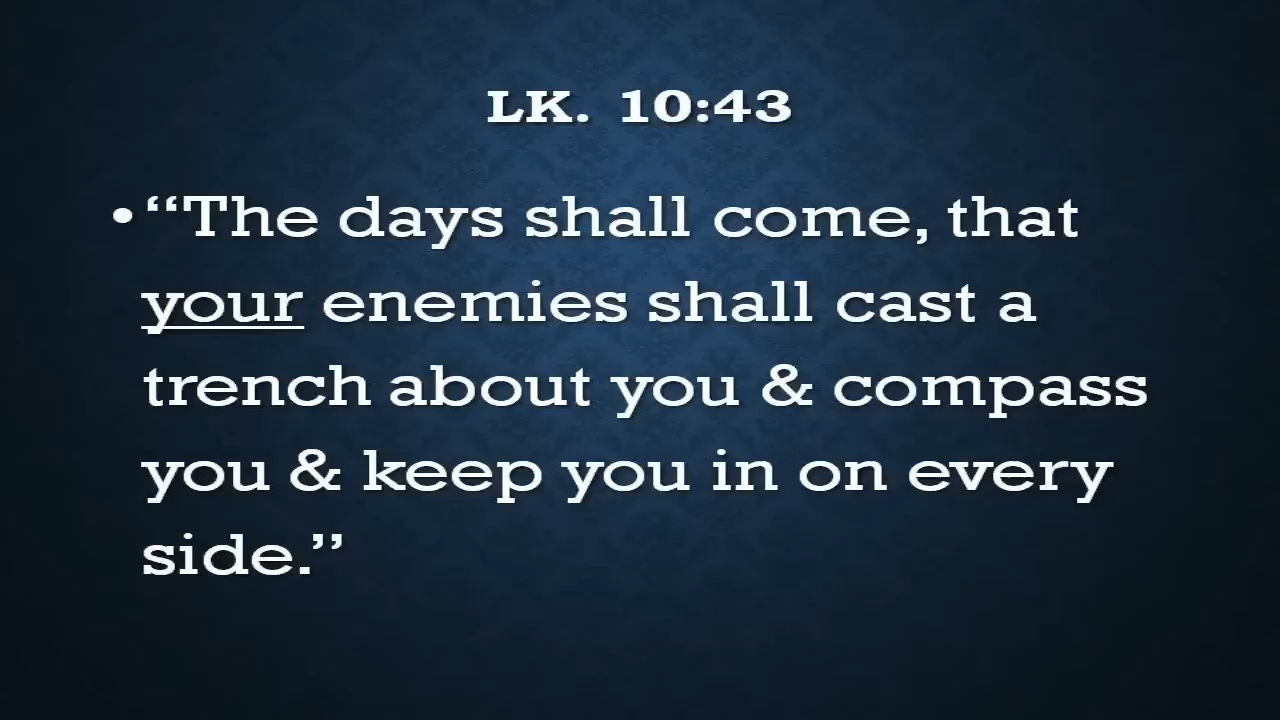 LK. 10:43
• “The days shall come, that
your enemies shall cast a
trench about you & compass
you & keep you in on every
side.”